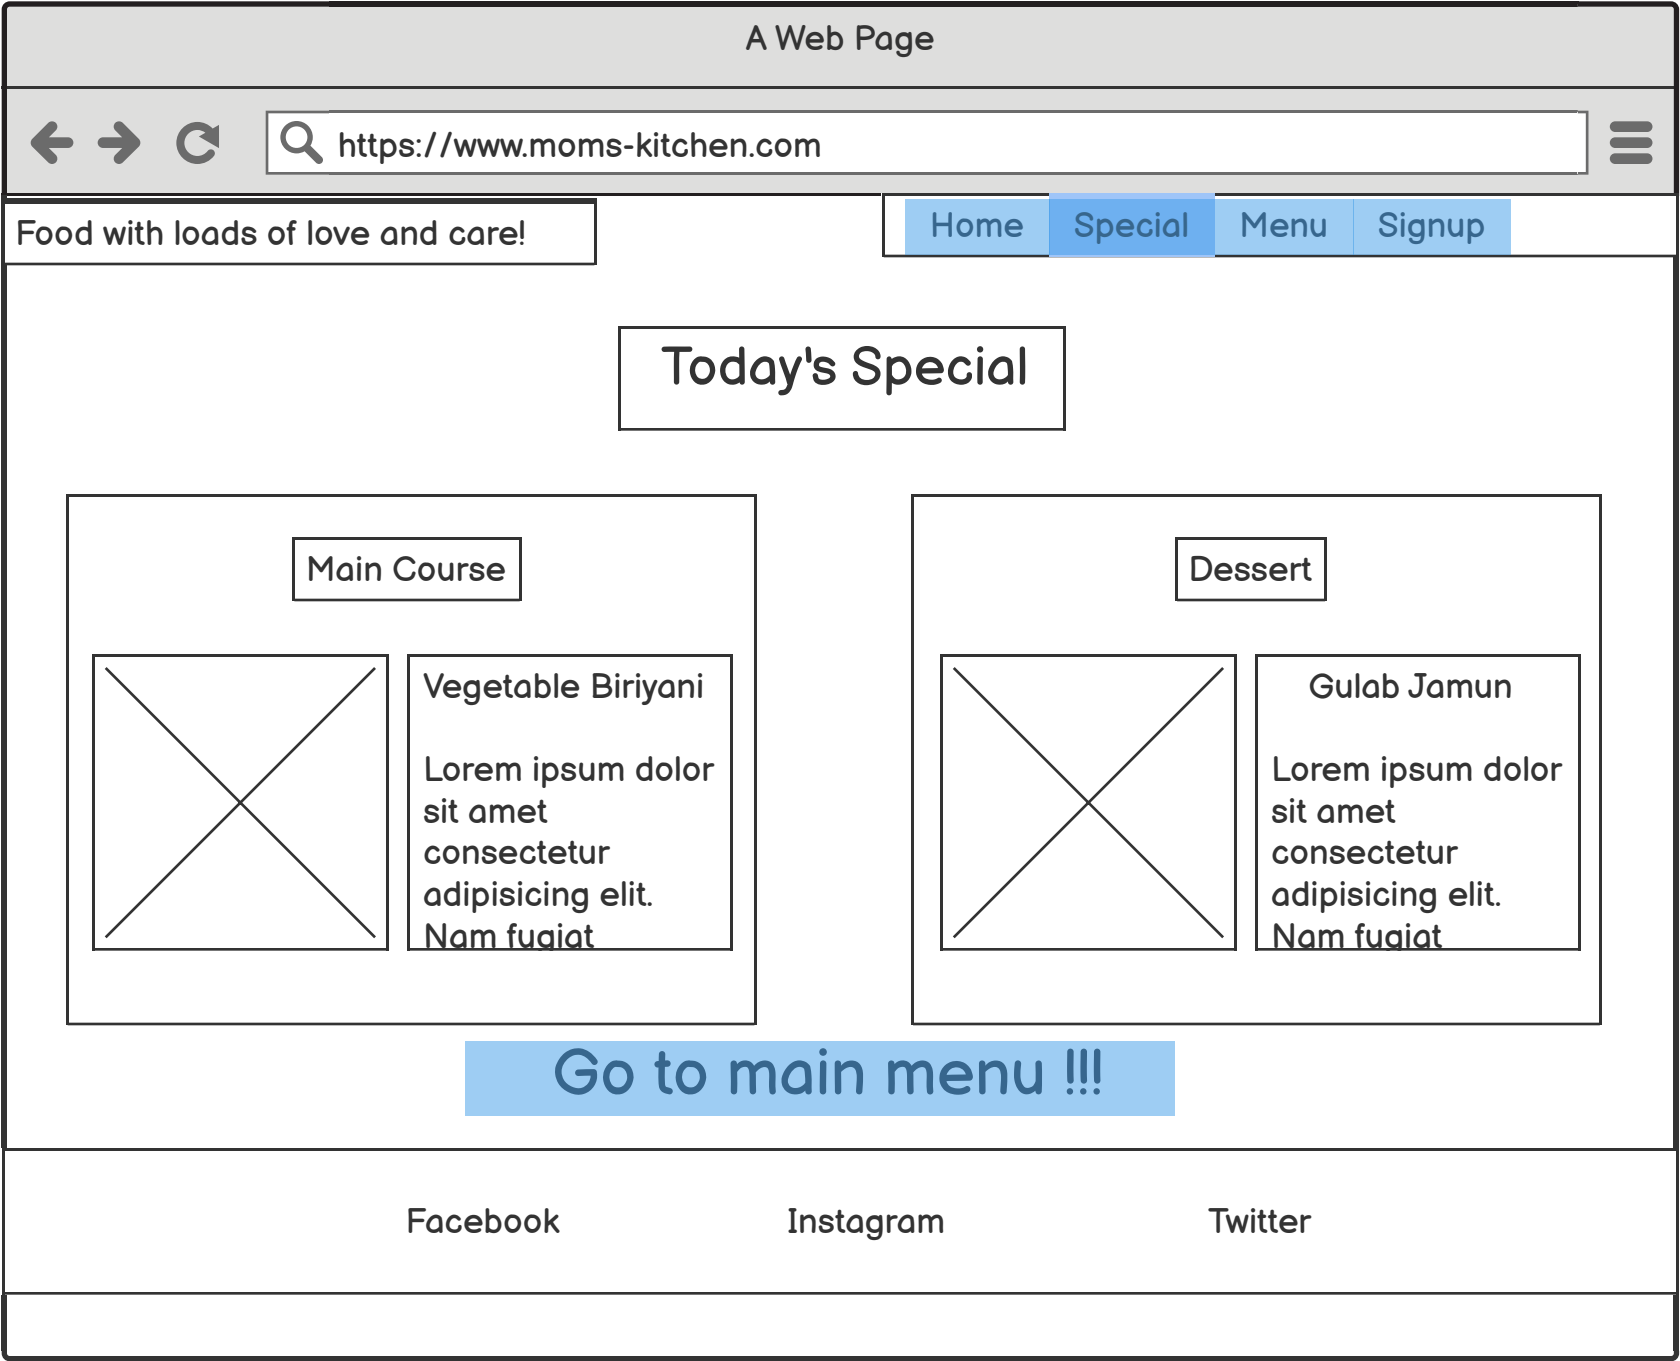 A Web Page
https://www.moms-kitchen.com
Food with loads of love and care!
Home Special Menu Signup
Today's Special
Main Course
Vegetable Biriyani
Lorem ipsum dolor
sit amet
consectetur
adipisicing elit.
Nam fugiat
Dessert
Gulab Jamun
Lorem ipsum dolor
sit amet
consectetur
adipisicing elit.
Nam fugiat
Go to main menu !!!
Facebook Instagram Twitter